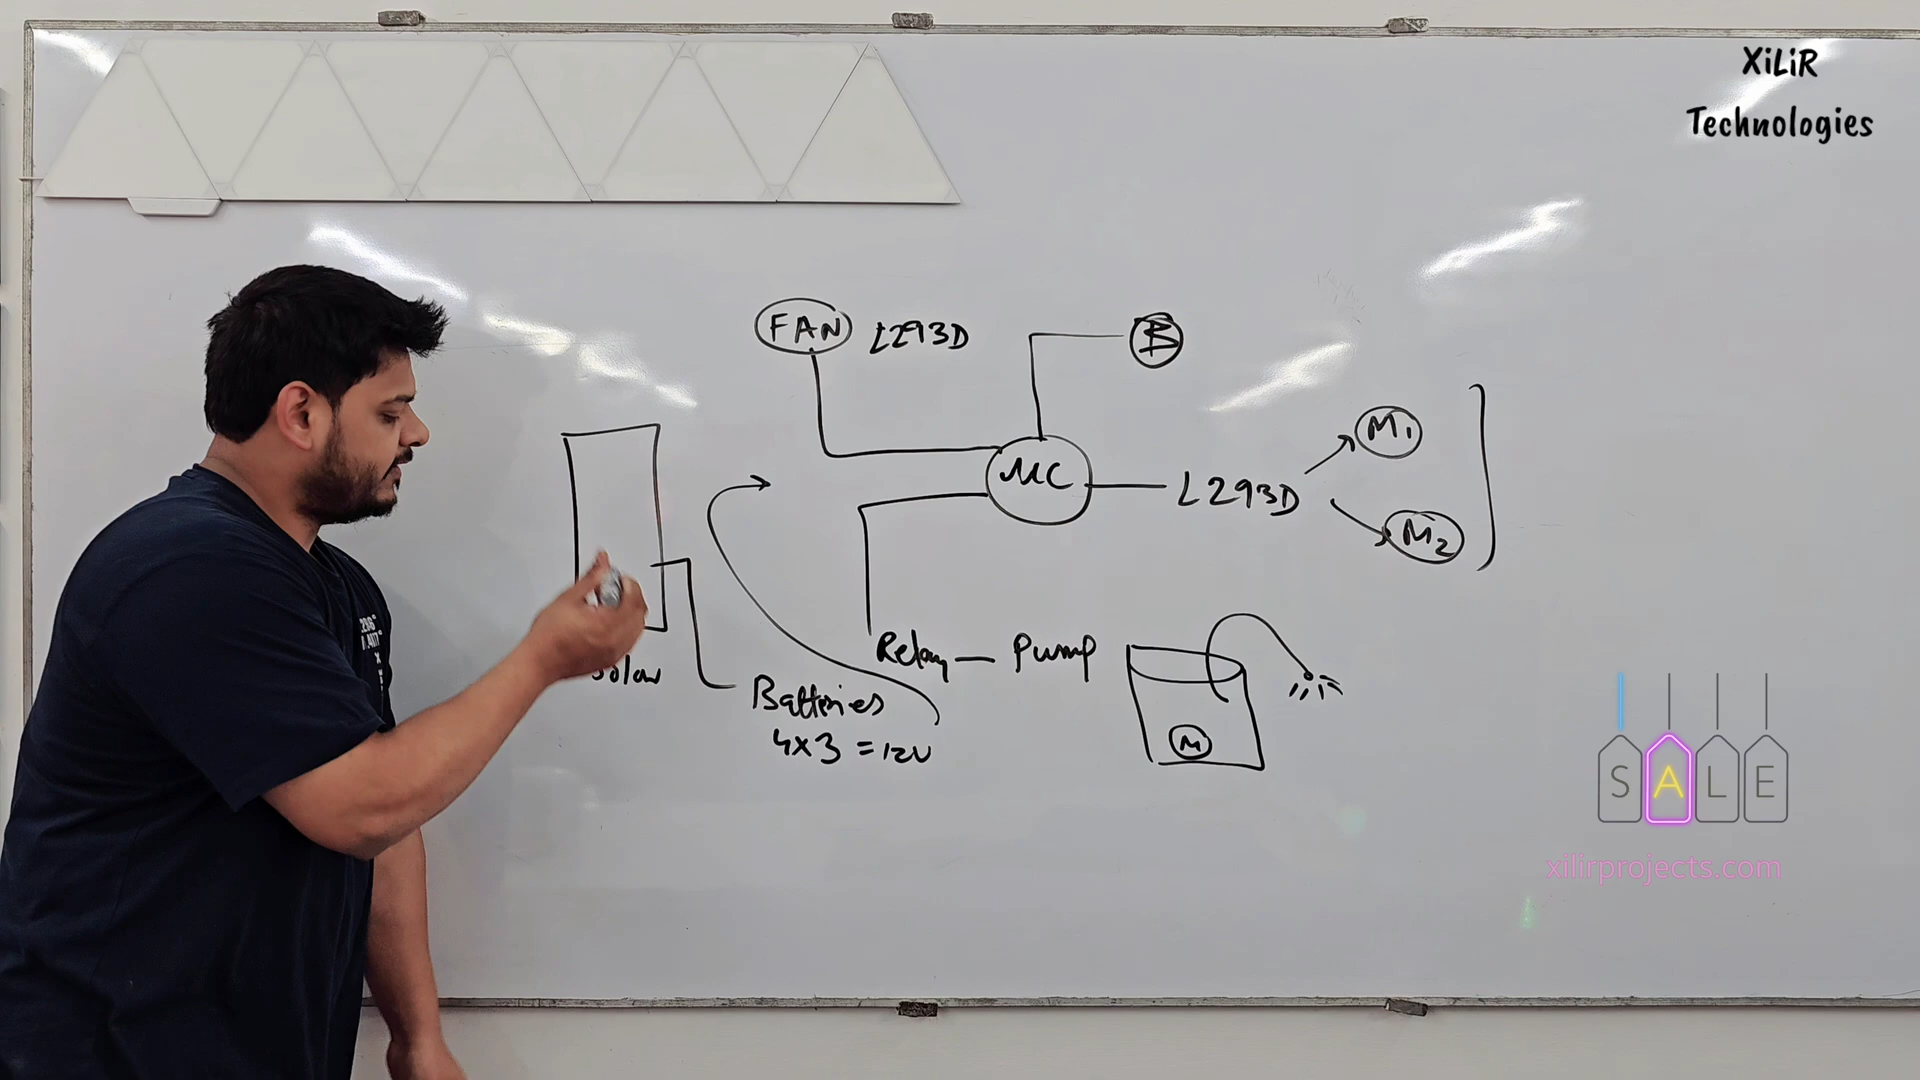 XiLiR
Technologies
FAN L293D
B
MC
L293D
M1
M2
Relay — Pump
Solar
Batteries
4x3 = 12V
M
SALE
xilirprojects.com